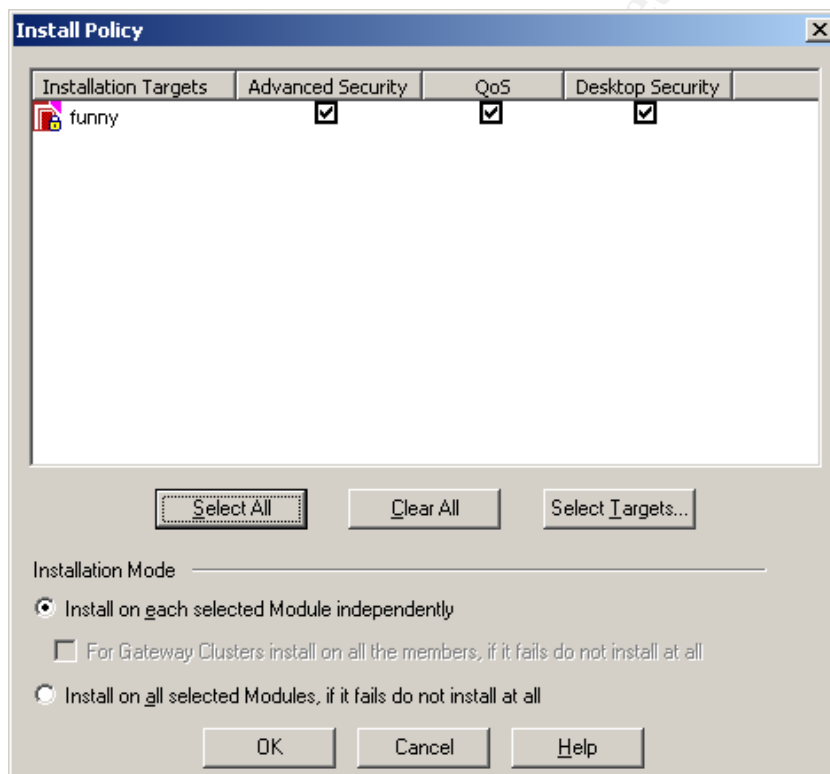 Install Policy
Installation Targets Advanced Security QoS Desktop Security
funny
Select All Clear All Select Targets...
Installation Mode
Install on each selected Module independently
For Gateway Clusters install on all the members, if it fails do not install at all
Install on all selected Modules, if it fails do not install at all
OK Cancel Help